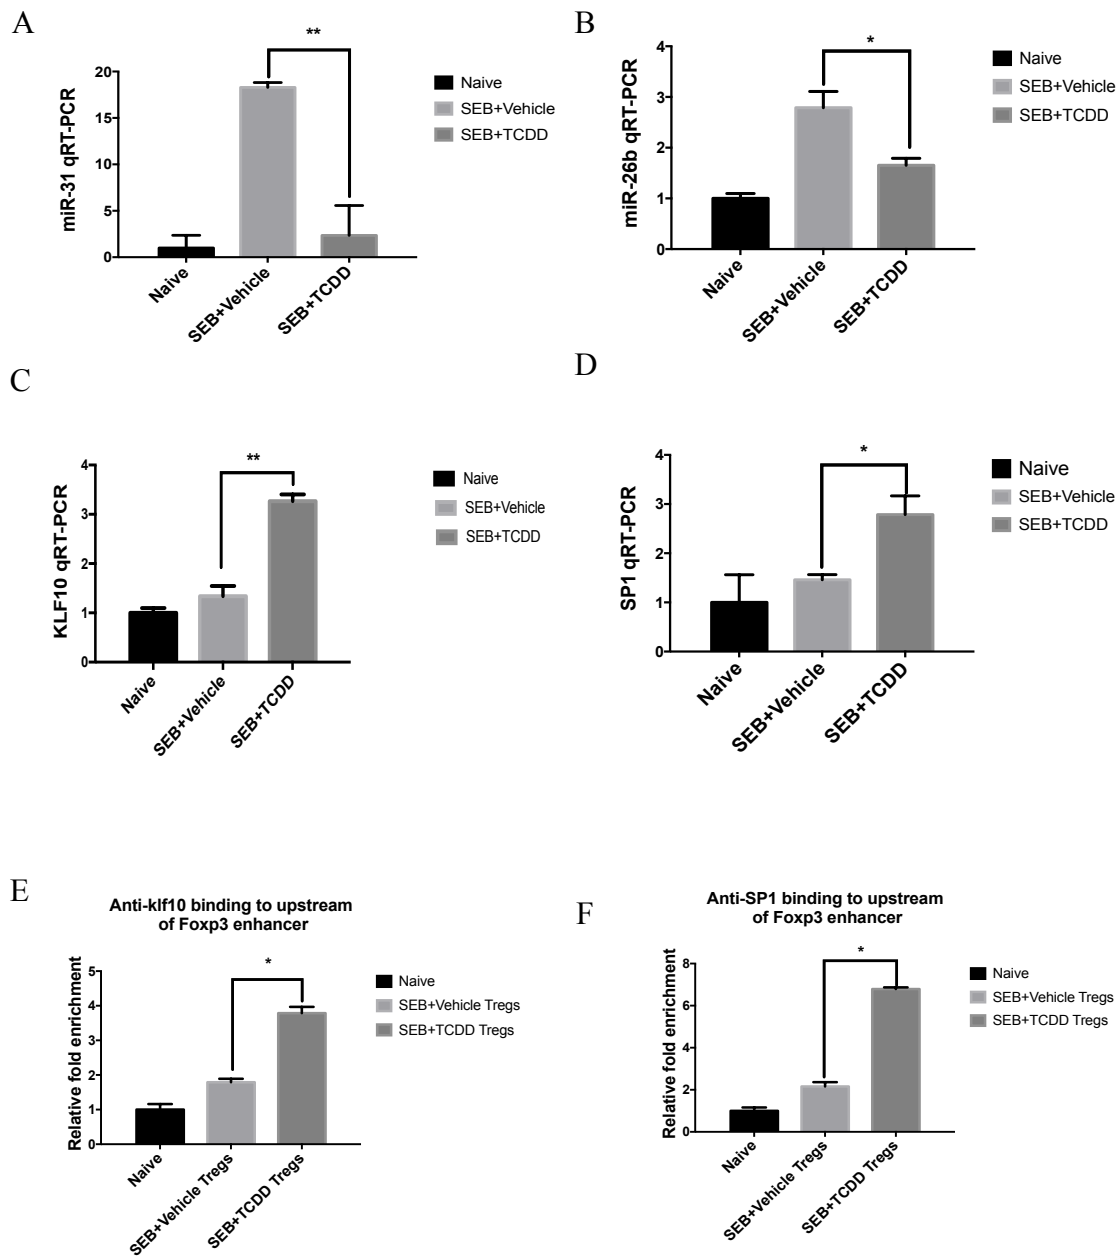 A
**
miR-31 qRT-PCR
20
15
10
5
0
Naive
SEB+Vehicle
SEB+TCDD
Naive
SEB+Vehicle
SEB+TCDD
B
*
miR-26b qRT-PCR
4
3
2
1
0
Naive
SEB+Vehicle
SEB+TCDD
Naive
SEB+Vehicle
SEB+TCDD
C
**
KLF10 qRT-PCR
4
3
2
1
0
Naive
SEB+Vehicle
SEB+TCDD
Naive
SEB+Vehicle
SEB+TCDD
D
*
SP1 qRT-PCR
4
3
2
1
0
Naive
SEB+Vehicle
SEB+TCDD
Naive
SEB+Vehicle
SEB+TCDD
E
Anti-klf10 binding to upstream
of Foxp3 enhancer
*
Relative fold enrichment
5
4
3
2
1
0
Naive
SEB+Vehicle Tregs
SEB+TCDD Tregs
Naive
SEB+Vehicle Tregs
SEB+TCDD Tregs
F
Anti-SP1 binding to upstream
of Foxp3 enhancer
*
Relative fold enrichment
8
6
4
2
0
Naive
SEB+Vehicle Tregs
SEB+TCDD Tregs
Naive
SEB+Vehicle Tregs
SEB+TCDD Tregs